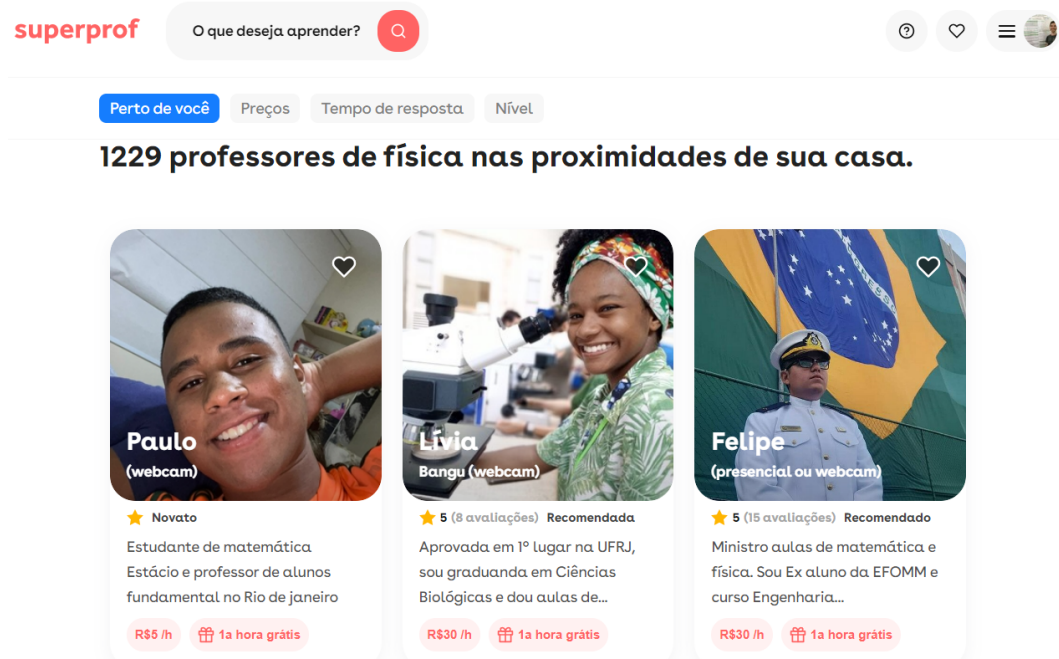 superprof
O que deseja aprender?
Perto de você
Preços
Tempo de resposta
Nível
1229 professores de física nas proximidades de sua casa.
Paulo
(webcam)
Novato
Estudante de matemática
Estácio e professor de alunos
fundamental no Rio de janeiro
R$5 /h
1a hora grátis
Lívia
Bangu (webcam)
5 (8 avaliações) Recomendada
Aprovada em 1º lugar na UFRJ,
sou graduanda em Ciências
Biológicas e dou aulas de...
R$30 /h
1a hora grátis
Felipe
(presencial ou webcam)
5 (15 avaliações) Recomendado
Ministro aulas de matemática e
física. Sou Ex aluno da EFOMM e
curso Engenharia...
R$30 /h
1a hora grátis